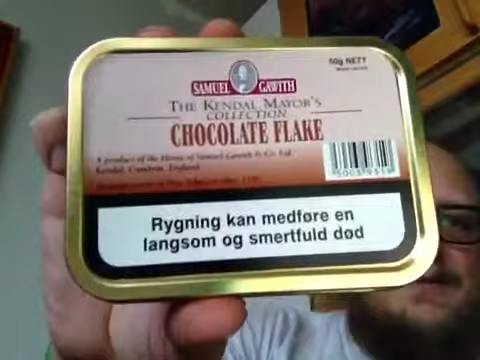 50g NETT
SAMUEL GAWITH
THE KENDAL MAYOR'S
COLLECTION
CHOCOLATE FLAKE
A product of the House of Samuel Gawith & Co. Ltd
Kendal, Cumbria, England
Rygning kan medføre en
langsom og smertfuld død